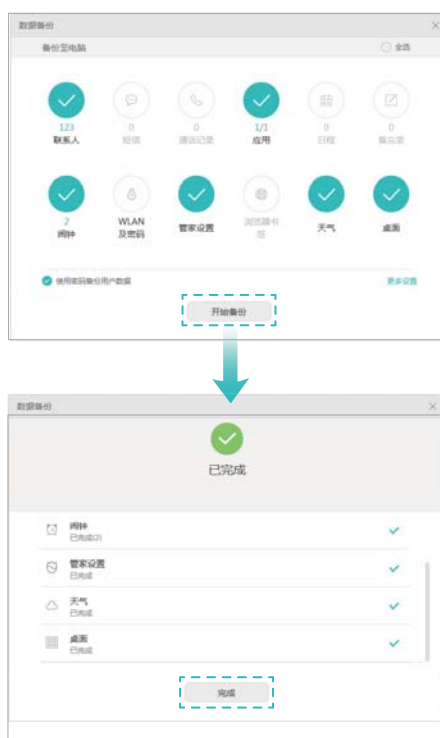 数据备份
备份至电脑
全选
123
联系人
0
短信
0
通话记录
1/1
应用
0
日程
0
备忘录
2
闹钟
WLAN
及密码
管家设置
浏览器书
签
天气
桌面
使用密码备份用户数据
更多设置
开始备份
数据备份
已完成
闹钟
已完成(2)
管家设置
已完成
天气
已完成
桌面
已完成
完成